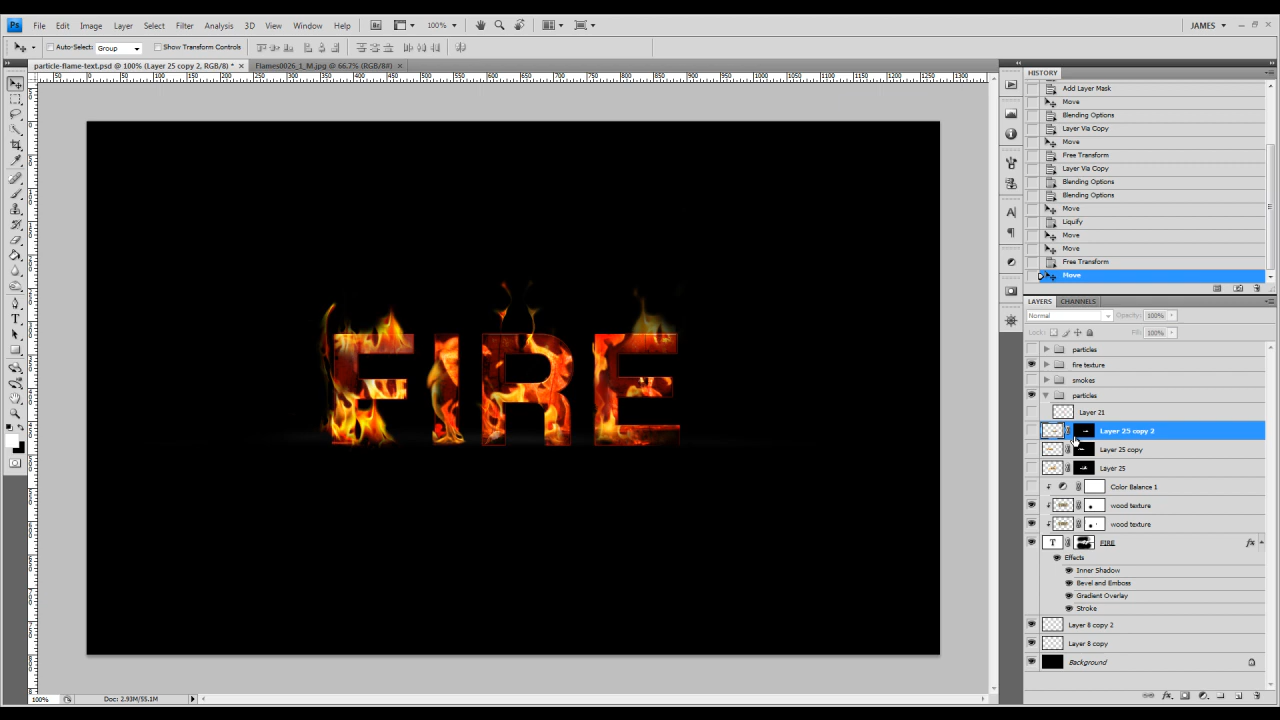 Ps File Edit Image Layer Select Filter Analysis 3D View Window Help 100% JAMES
Auto-Select: Group Show Transform Controls
particle-flame-text.psd @ 100% (Layer 25 copy 2, RGB/8) * Flames0026_1_M.jpg @ 66.7% (RGB/8#)
HISTORY
Add Layer Mask
Move
Blending Options
Layer Via Copy
Move
Free Transform
Layer Via Copy
Blending Options
Blending Options
Move
Liquify
Move
Move
Free Transform
Move
LAYERS CHANNELS
Normal Opacity: 100%
Lock: Fill: 100%
particles
fire texture
smokes
particles
Layer 21
Layer 25 copy 2
Layer 25 copy
Layer 25
Color Balance 1
wood texture
wood texture
T FIRE fx
Effects
Inner Shadow
Bevel and Emboss
Gradient Overlay
Stroke
Layer 8 copy 2
Layer 8 copy
Background
FIRE
100% Doc: 2.93M/55.1M